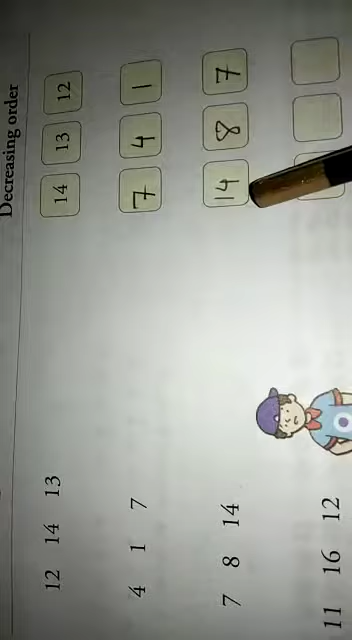 Decreasing order
12 14 13 14 13 12
4 1 7 7 4 1
7 8 14 14 8 7
11 16 12